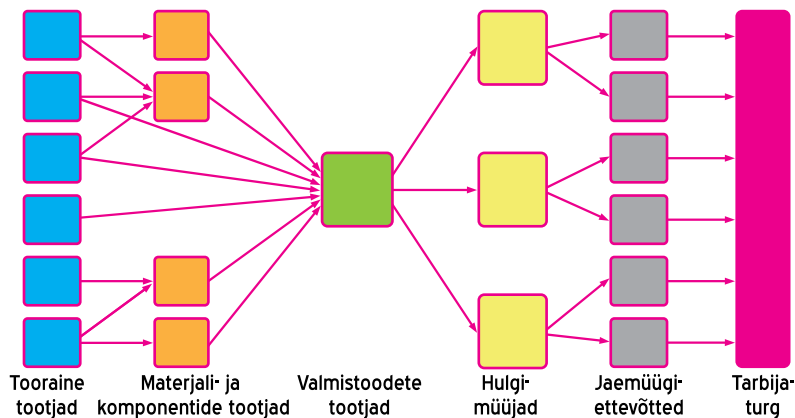 Tooraine
tootjad
Materjali- ja
komponentide tootjad
Valmistoodete
tootjad
Hulgi-
müüjad
Jaemüügi-
ettevõtted
Tarbija-
turg